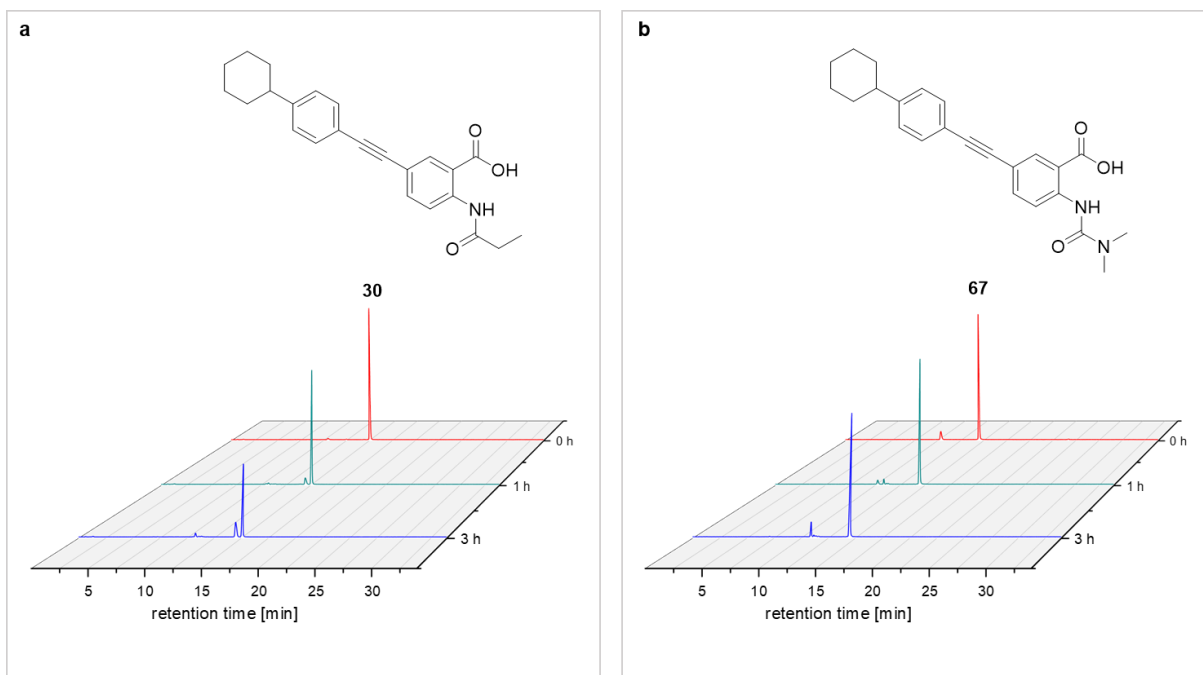 a
O
OH
NH
O
30
0 h
1 h
3 h
5 10 15 20 25 30
retention time [min]
b
O
OH
NH
O N
67
0 h
1 h
3 h
5 10 15 20 25 30
retention time [min]